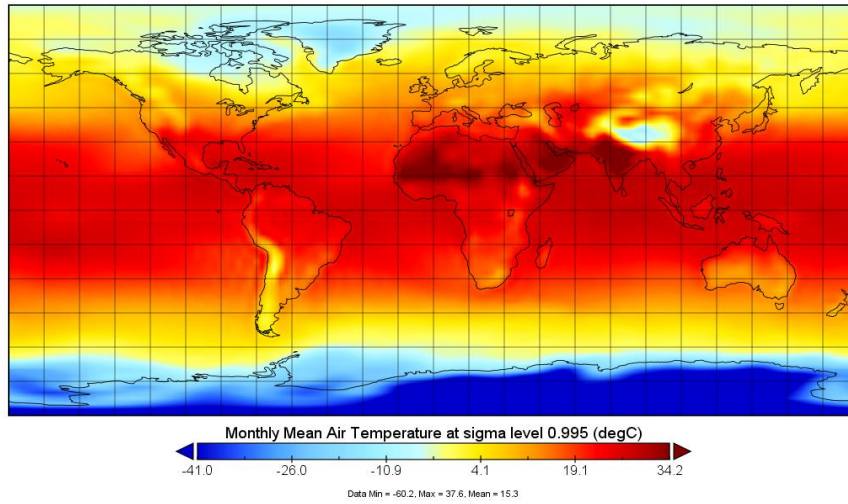 Monthly Mean Air Temperature at sigma level 0.995 (degC)
-41.0 -26.0 -10.9 4.1 19.1 34.2
Data Min = -60.2, Max = 37.6, Mean = 15.3